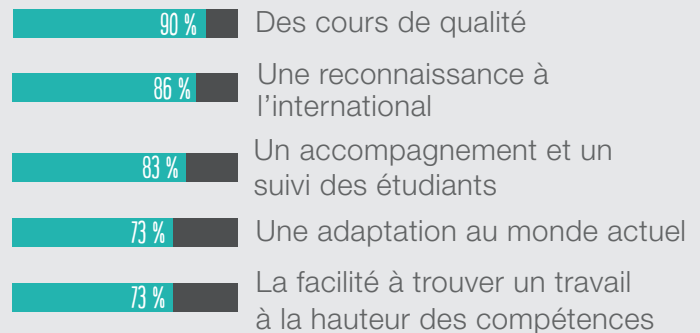 90 % Des cours de qualité
86 % Une reconnaissance à
l’international
83 % Un accompagnement et un
suivi des étudiants
73 % Une adaptation au monde actuel
73 % La facilité à trouver un travail
à la hauteur des compétences